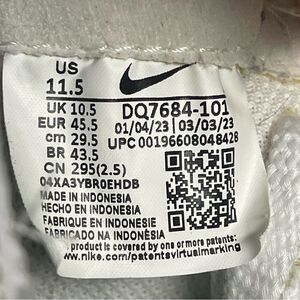 US
11.5
UK 10.5 DQ7684-101
EUR 45.5 01/04/23 | 03/03/23
cm 29.5 UPC 00196608048428
BR 43.5
CN 295(2.5)
04XA3YBR0EHDB
MADE IN INDONESIA
HECHO EN INDONESIA
FABRIQUE EN INDONESIE
FABRICADO NA INDONÉSIA
product is covered by one or more patents:
www.nike.com/patentsvirtualmarking